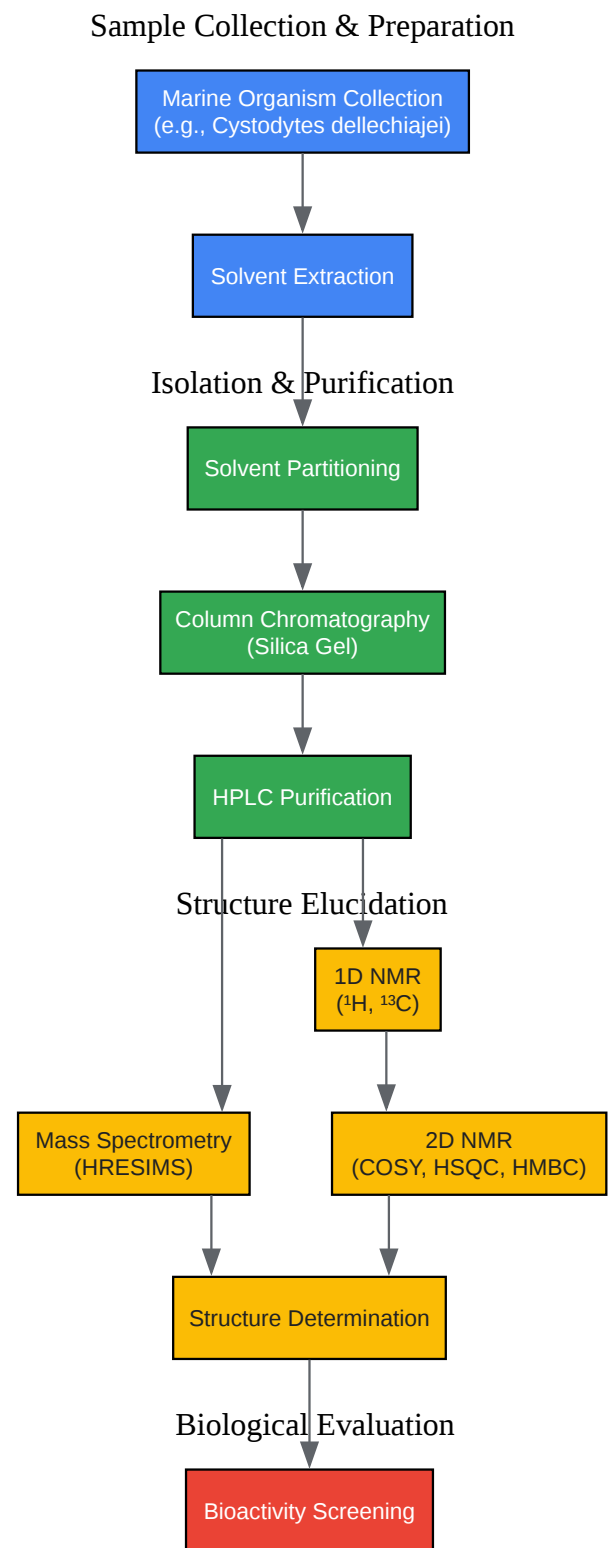 Sample Collection & Preparation
Marine Organism Collection
(e.g., Cystodytes dellechiajei)
Solvent Extraction
Isolation & Purification
Solvent Partitioning
Column Chromatography
(Silica Gel)
HPLC Purification
Structure Elucidation
1D NMR
(¹H, ¹³C)
Mass Spectrometry
(HRESIMS)
2D NMR
(COSY, HSQC, HMBC)
Structure Determination
Biological Evaluation
Bioactivity Screening